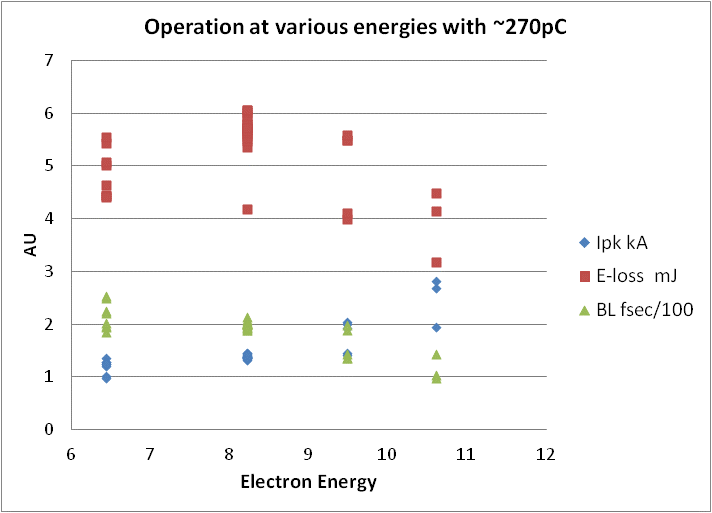 Operation at various energies with ~270pC
7
6
5
4
3
2
1
0
AU
6 7 8 9 10 11 12
Electron Energy
Ipk kA
E-loss mJ
BL fsec/100